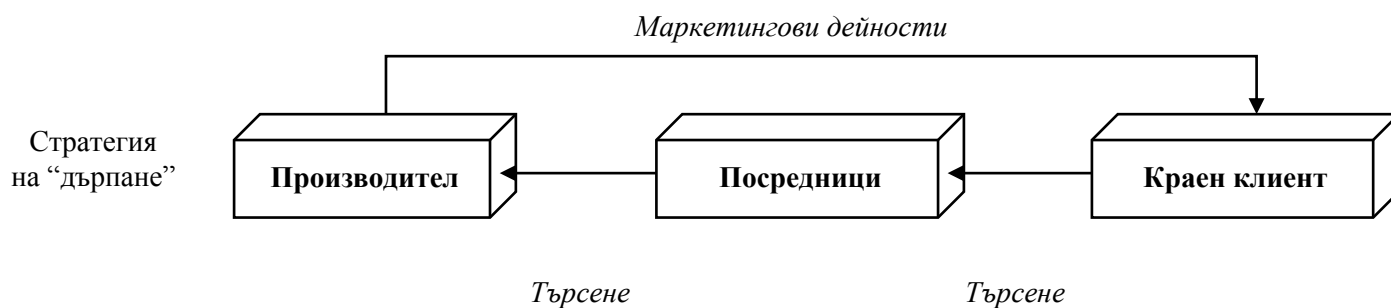 Маркетингови дейности
Стратегия
на “дърпане”
Производител
Посредници
Краен клиент
Търсене
Търсене